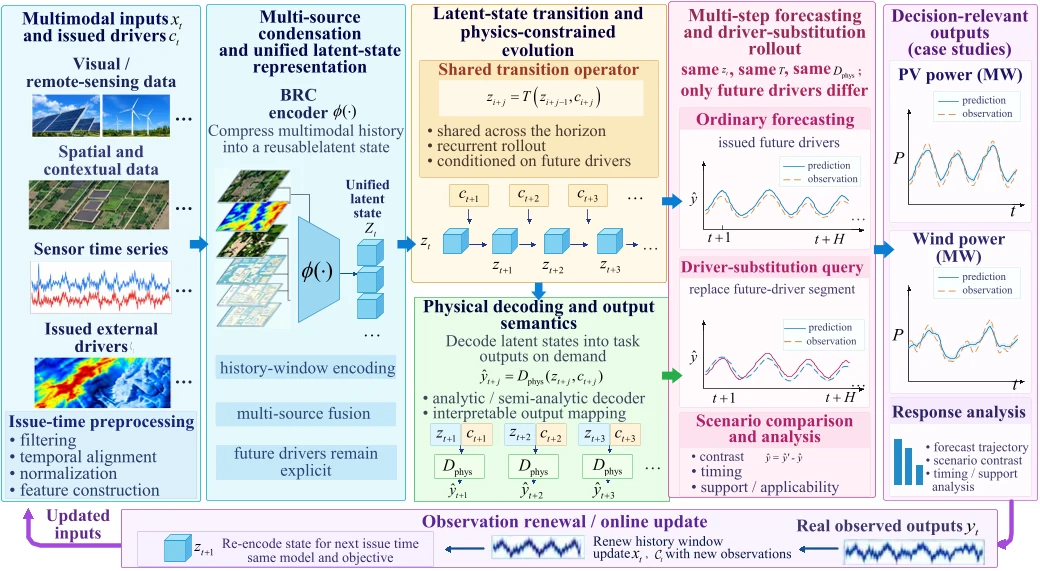 Multimodal inputs x_t
and issued drivers c_t
Visual /
remote-sensing data
...
Spatial and
contextual data
...
Sensor time series
...
Issued external
drivers
...
Issue-time preprocessing
• filtering
• temporal alignment
• normalization
• feature construction
Multi-source
condensation
and unified latent-state
representation
BRC
encoder ϕ(·)
Compress multimodal history
into a reusablelatent state
Unified
latent
state
Z_t
ϕ(·)
...
history-window encoding
multi-source fusion
future drivers remain
explicit
Latent-state transition and
physics-constrained
evolution
Shared transition operator
z_{i+j} = T(z_{i+j-1}, c_{i+j})
• shared across the horizon
• recurrent rollout
• conditioned on future drivers
c_{t+1} c_{t+2} c_{t+3} ...
z_t ...
z_{t+1} z_{t+2} z_{t+3}
Physical decoding and output
semantics
Decode latent states into task
outputs on demand
ŷ_{t+j} = D_phys(z_{t+j}, c_{t+j})
• analytic / semi-analytic decoder
• interpretable output mapping
z_{t+1} c_{t+1} z_{t+2} c_{t+2} z_{t+3} c_{t+3}
D_phys D_phys D_phys ...
ŷ_{t+1} ŷ_{t+2} ŷ_{t+3}
Multi-step forecasting
and driver-substitution
rollout
same z_t, same T, same D_phys ;
only future drivers differ
Ordinary forecasting
issued future drivers
prediction
observation
ŷ
...
t+1 t+H
Driver-substitution query
replace future-driver segment
prediction
observation
ŷ
...
t+1 t+H
Scenario comparison
and analysis
• contrast ŷ = ŷ' - ŷ
• timing
• support / applicability
Decision-relevant
outputs
(case studies)
PV power (MW)
prediction
observation
P
t
Wind power
(MW)
prediction
observation
P
t
Response analysis
• forecast trajectory
• scenario contrast
• timing / support
analysis
Updated
inputs
Observation renewal / online update
z_{t+1}
Re-encode state for next issue time
same model and objective
Renew history window
update x_t, c_t with new observations
Real observed outputs y_t